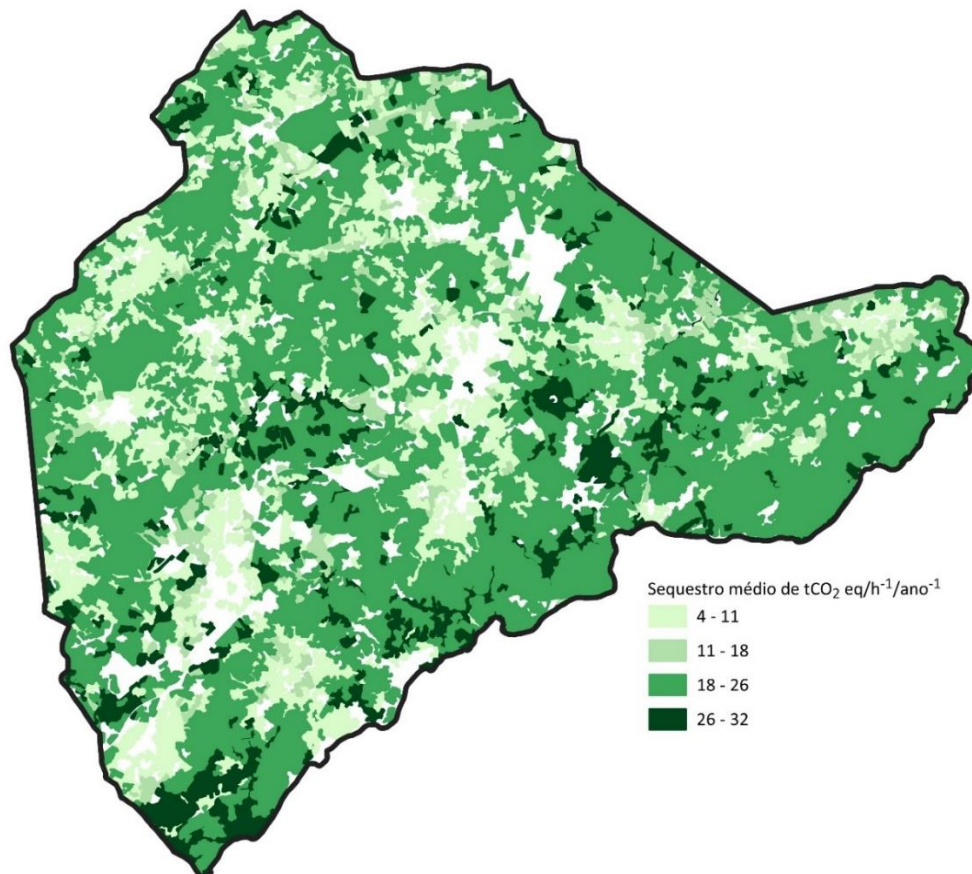 Sequestro médio de tCO₂ eq/h⁻¹/ano⁻¹
4 - 11
11 - 18
18 - 26
26 - 32